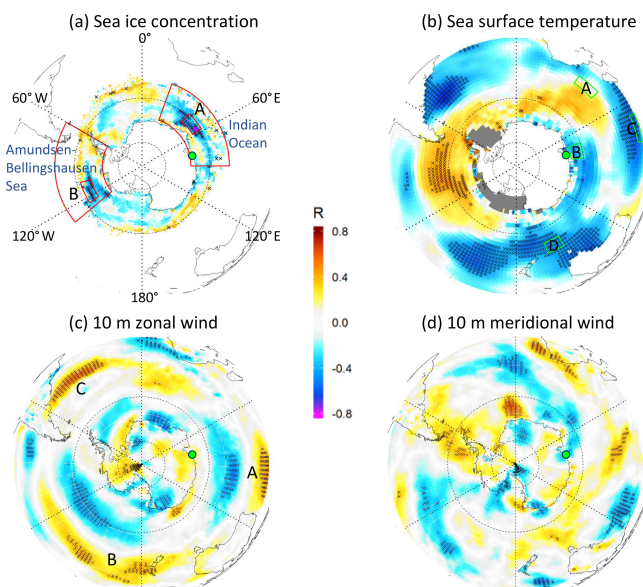 (a) Sea ice concentration
(b) Sea surface temperature
0°
60° W
60° E
A
Indian
Ocean
Amundsen-
Bellingshausen
Sea
B
120° W
120° E
180°
A
C
B
D
R
0.8
0.4
0.0
-0.4
-0.8
(c) 10 m zonal wind
(d) 10 m meridional wind
C
A
B